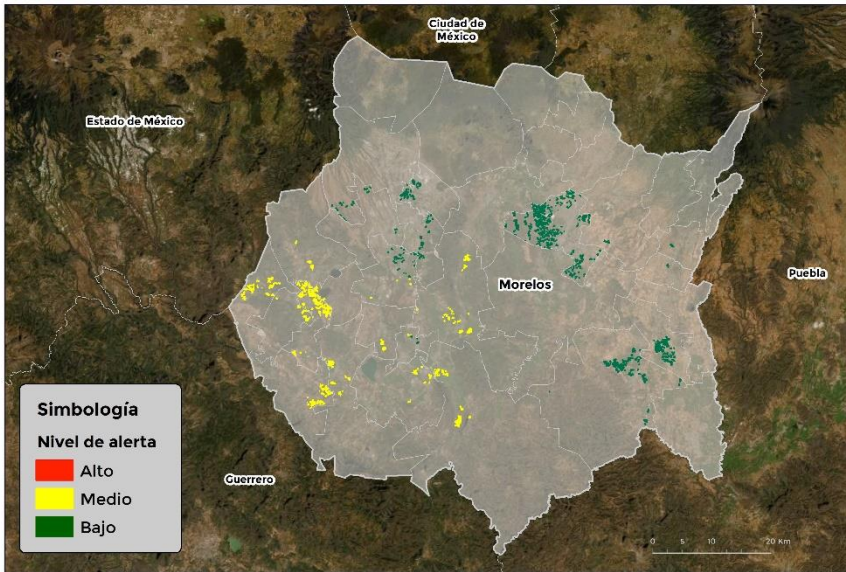 Ciudad de
México
Estado de México
Puebla
Morelos
Guerrero
Simbología
Nivel de alerta
Alto
Medio
Bajo
0 5 10 20 Km